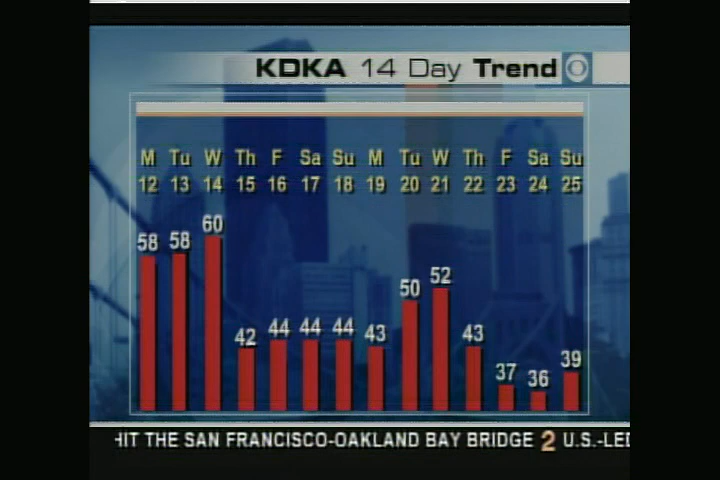 KDKA 14 Day Trend
M Tu W Th F Sa Su M Tu W Th F Sa Su
12 13 14 15 16 17 18 19 20 21 22 23 24 25
58 58 60 42 44 44 44 43 50 52 43 37 36 39
HIT THE SAN FRANCISCO-OAKLAND BAY BRIDGE 2 U.S.-LED